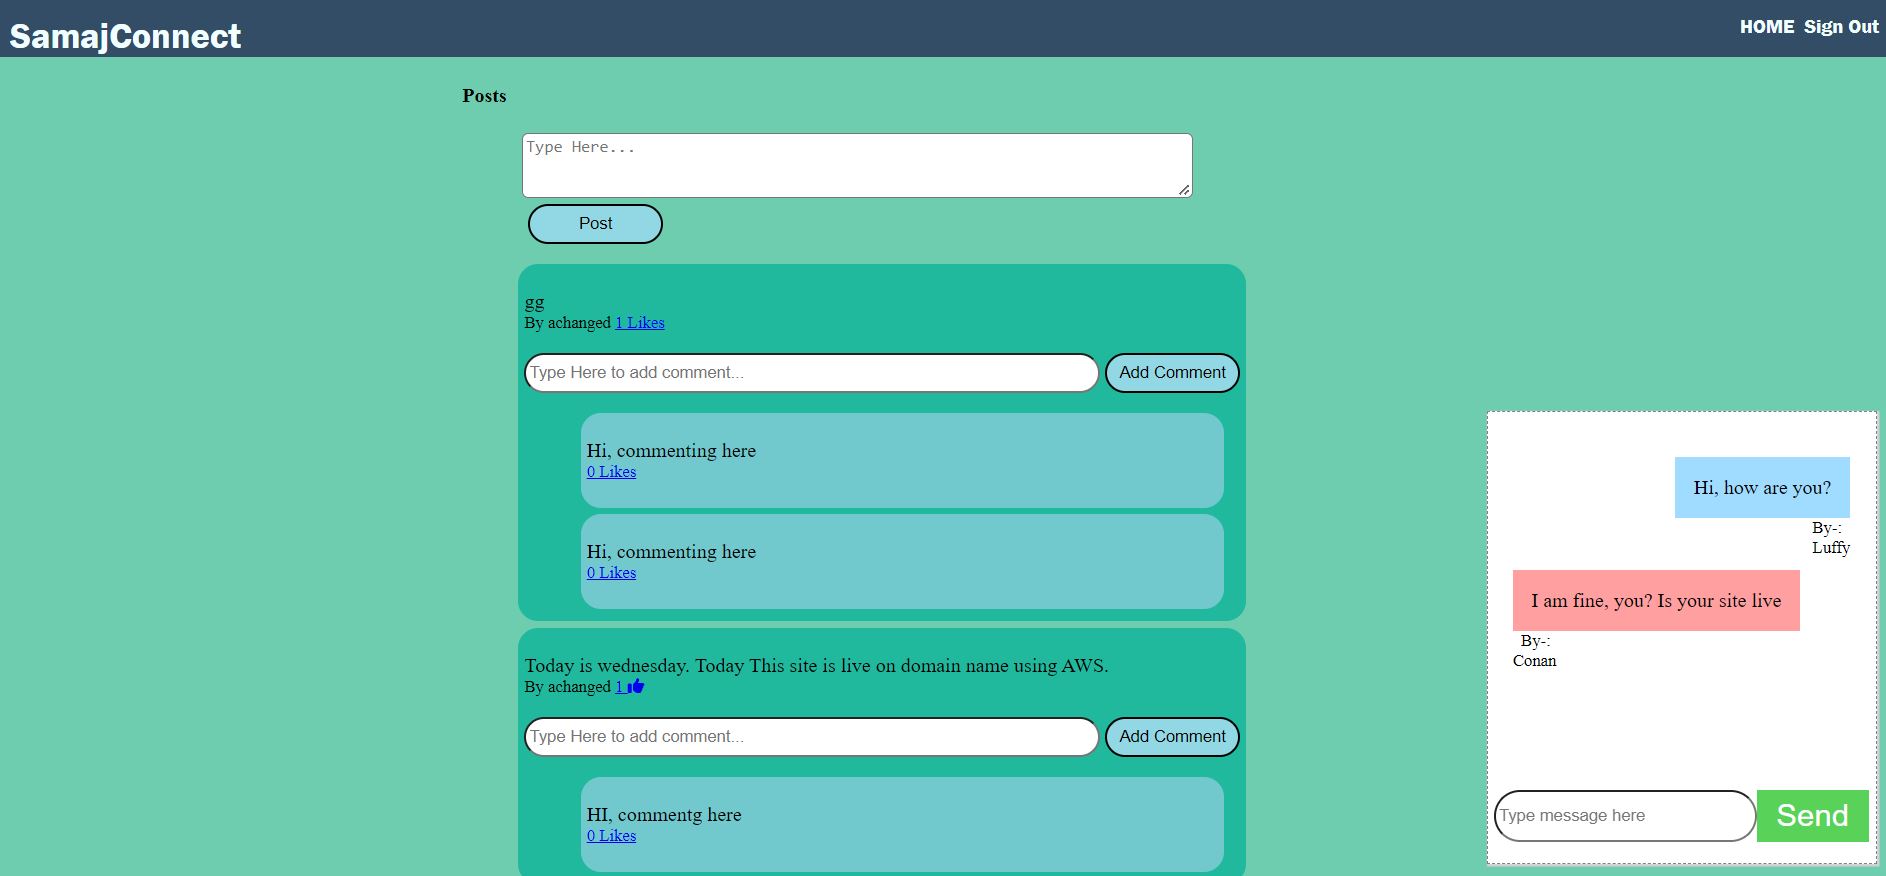 SamajConnect
HOME Sign Out
Posts
Type Here...
Post
gg
By achanged 1 Likes
Type Here to add comment...
Add Comment
Hi, commenting here
0 Likes
Hi, commenting here
0 Likes
Today is wednesday. Today This site is live on domain name using AWS.
By achanged 1
Type Here to add comment...
Add Comment
HI, commentg here
0 Likes
Hi, how are you?
By-:
Luffy
I am fine, you? Is your site live
By-:
Conan
Type message here
Send